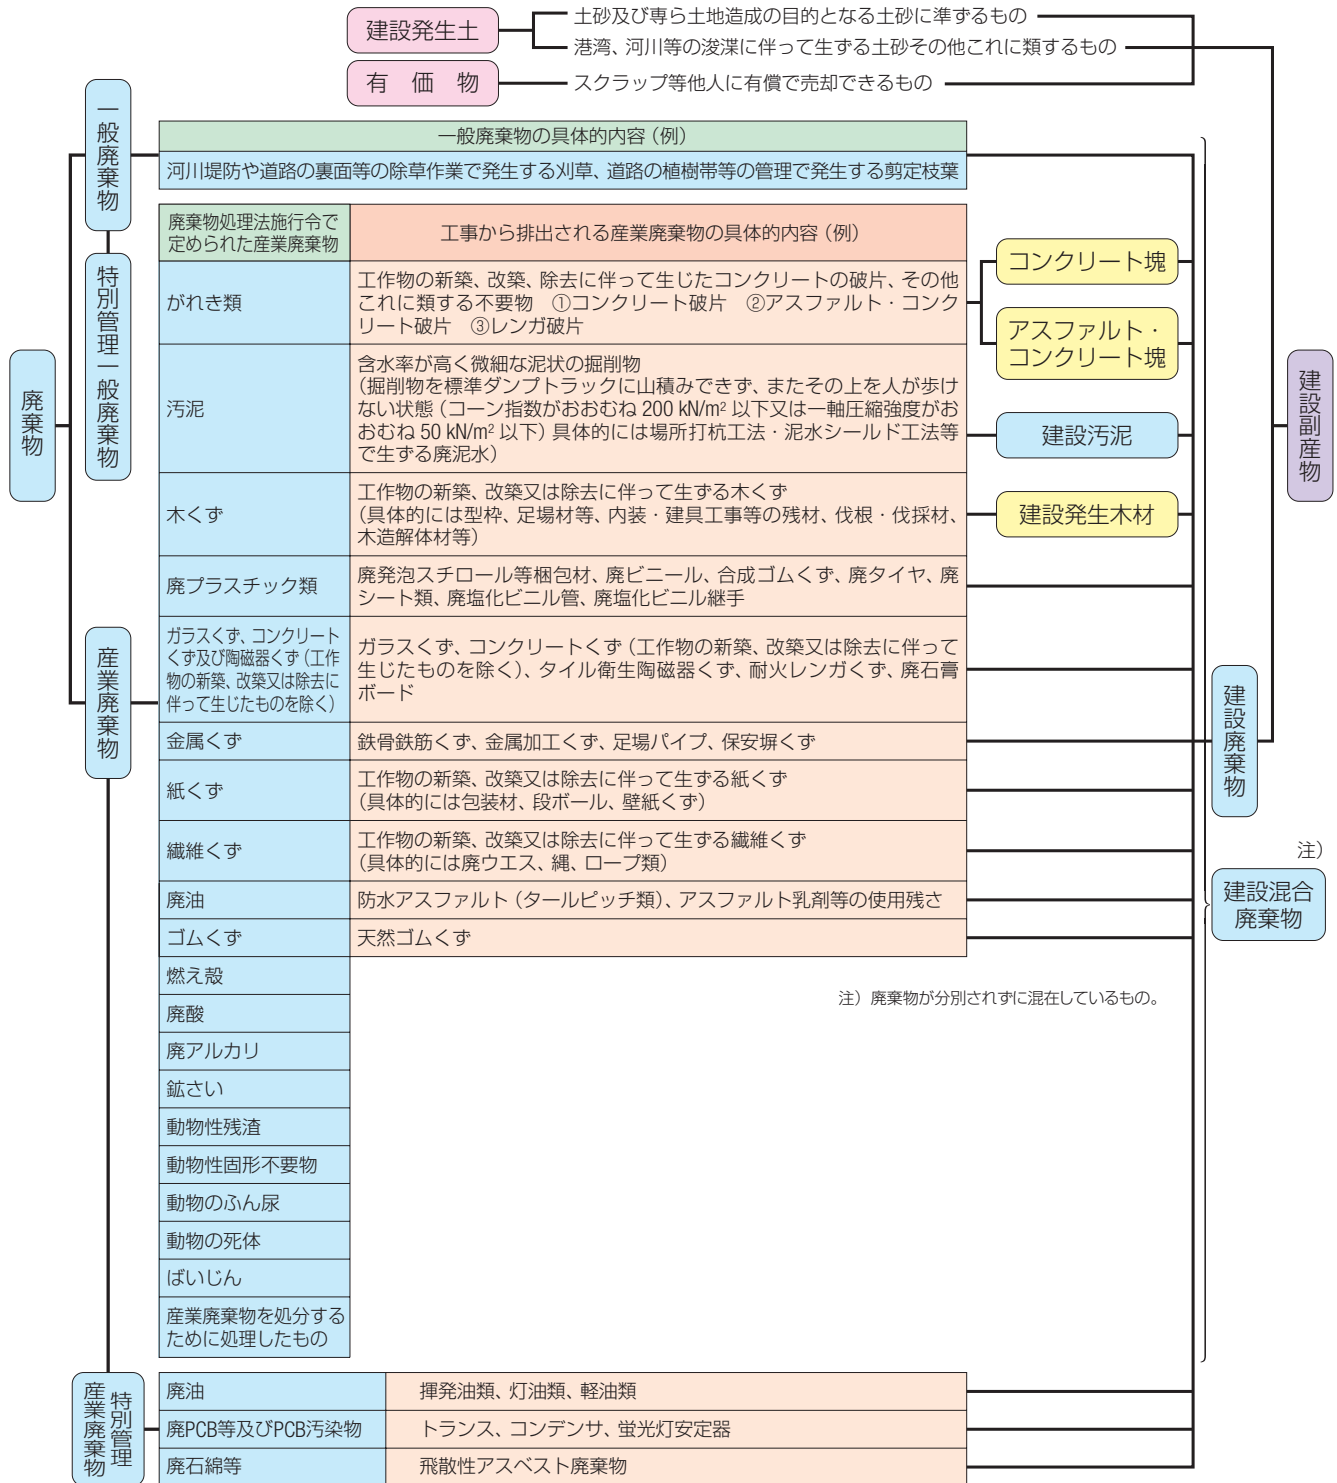 建設発生土
土砂及び専ら土地造成の目的となる土砂に準ずるもの
港湾、河川等の浚渫に伴って生ずる土砂その他これに類するもの
有価物
スクラップ等他人に有償で売却できるもの
一般廃棄物
一般廃棄物の具体的内容（例）
河川堤防や道路の裏面等の除草作業で発生する刈草、道路の植樹帯等の管理で発生する剪定枝葉
特別管理一般廃棄物
廃棄物処理法施行令で
定められた産業廃棄物
工事から排出される産業廃棄物の具体的内容（例）
がれき類
工作物の新築、改築、除去に伴って生じたコンクリートの破片、その他
これに類する不要物　①コンクリート破片　②アスファルト・コンク
リート破片　③レンガ破片
コンクリート塊
アスファルト・
コンクリート塊
廃棄物
汚泥
含水率が高く微細な泥状の掘削物
（掘削物を標準ダンプトラックに山積みできず、またその上を人が歩け
ない状態（コーン指数がおおむね 200 kN/m² 以下又は一軸圧縮強度がお
おむね 50 kN/m² 以下）具体的には場所打杭工法・泥水シールド工法等
で生ずる廃泥水）
建設汚泥
建設副産物
木くず
工作物の新築、改築又は除去に伴って生ずる木くず
（具体的には型枠、足場材等、内装・建具工事等の残材、伐根・伐採材、
木造解体材等）
建設発生木材
廃プラスチック類
廃発泡スチロール等梱包材、廃ビニール、合成ゴムくず、廃タイヤ、廃
シート類、廃塩化ビニル管、廃塩化ビニル継手
産業廃棄物
ガラスくず、コンクリート
くず及び陶磁器くず（工作
物の新築、改築又は除去に
伴って生じたものを除く）
ガラスくず、コンクリートくず（工作物の新築、改築又は除去に伴って
生じたものを除く）、タイル衛生陶磁器くず、耐火レンガくず、廃石膏
ボード
建設廃棄物
金属くず
鉄骨鉄筋くず、金属加工くず、足場パイプ、保安塀くず
紙くず
工作物の新築、改築又は除去に伴って生ずる紙くず
（具体的には包装材、段ボール、壁紙くず）
繊維くず
工作物の新築、改築又は除去に伴って生ずる繊維くず
（具体的には廃ウエス、縄、ロープ類）
注）
建設混合
廃棄物
廃油
防水アスファルト（タールピッチ類）、アスファルト乳剤等の使用残さ
ゴムくず
天然ゴムくず
燃え殻
注）廃棄物が分別されずに混在しているもの。
廃酸
廃アルカリ
鉱さい
動物性残渣
動物性固形不要物
動物のふん尿
動物の死体
ばいじん
産業廃棄物を処分する
ために処理したもの
特別管理
産業廃棄物
廃油
揮発油類、灯油類、軽油類
廃PCB等及びPCB汚染物
トランス、コンデンサ、蛍光灯安定器
廃石綿等
飛散性アスベスト廃棄物